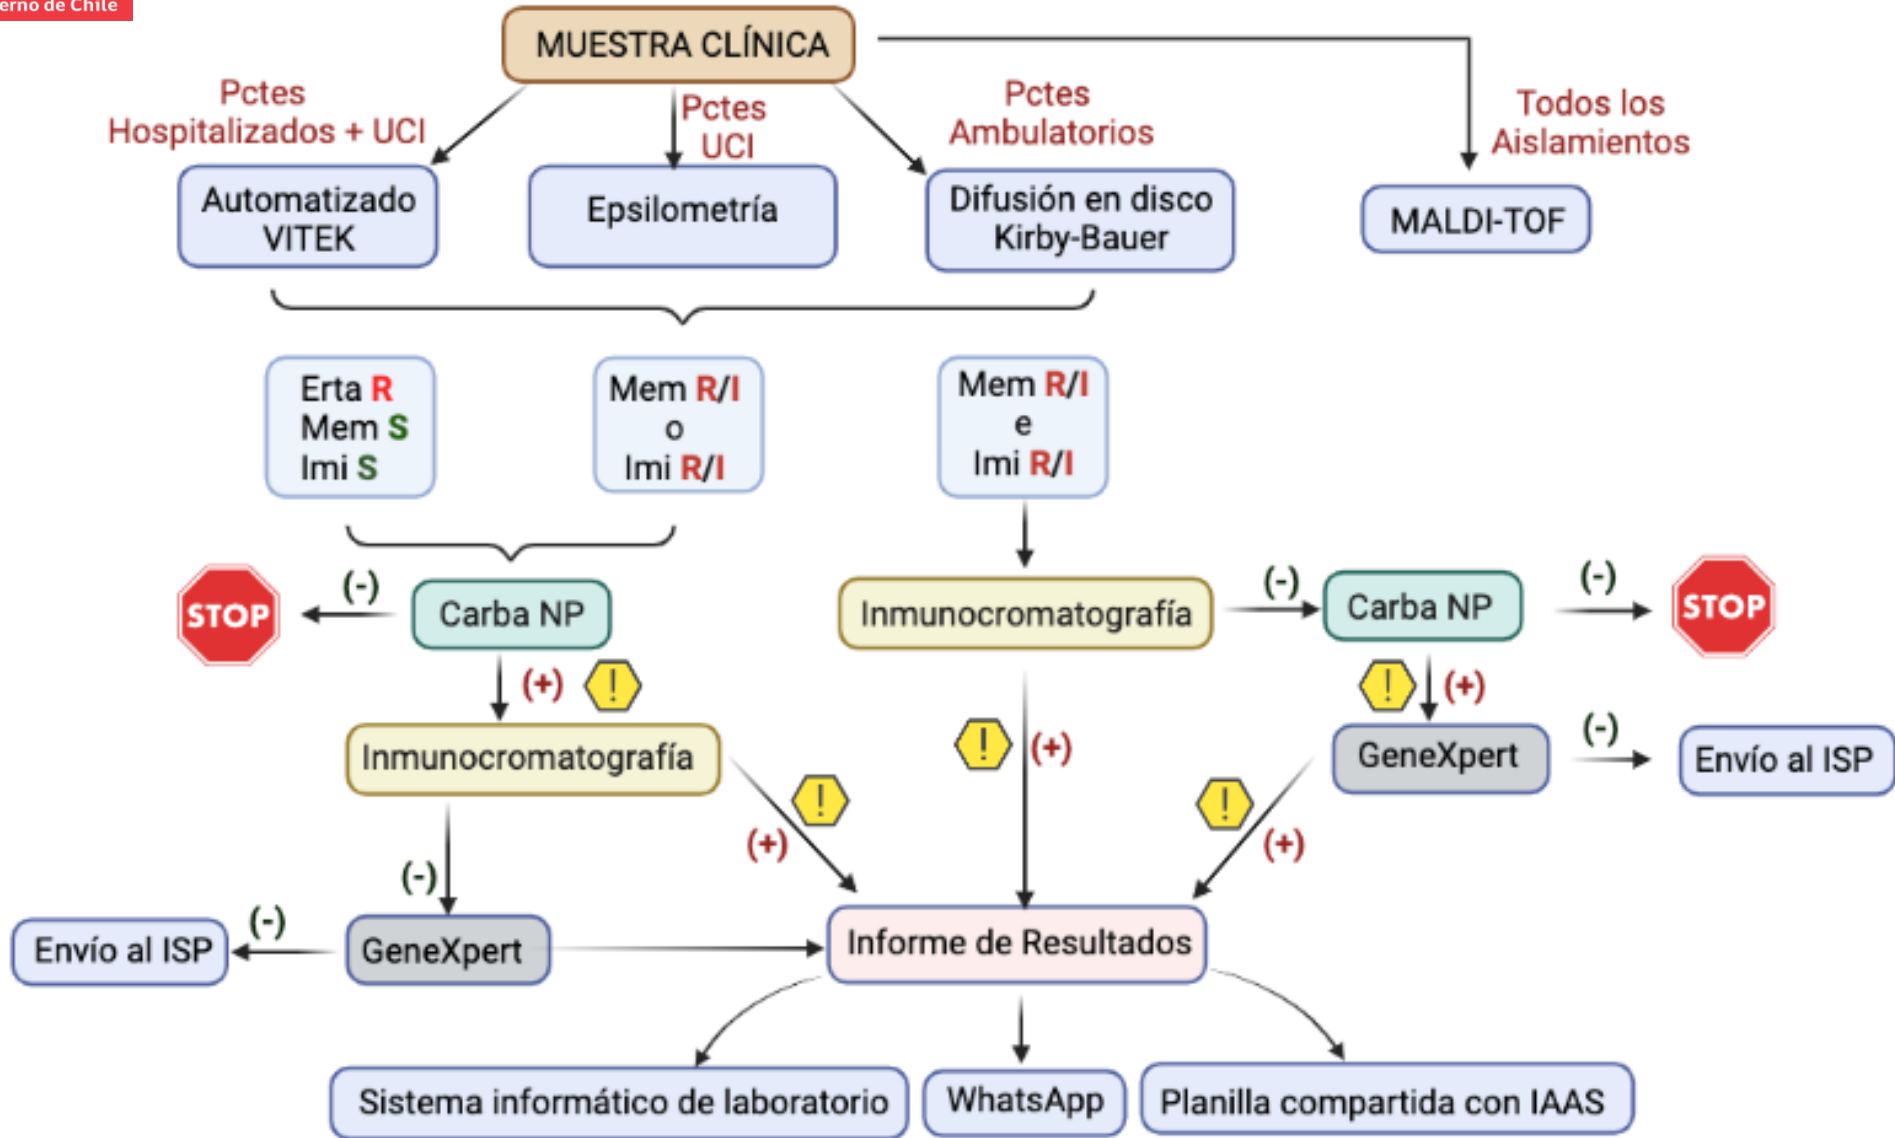 erno de Chile
MUESTRA CLÍNICA
Pctes
Hospitalizados + UCI
Pctes
UCI
Pctes
Ambulatorios
Todos los
Aislamientos
Automatizado
VITEK
Epsilometría
Difusión en disco
Kirby-Bauer
MALDI-TOF
Erta R
Mem S
Imi S
Mem R/I
o
Imi R/I
Mem R/I
e
Imi R/I
STOP
(-)
Carba NP
Inmunocromatografía
(-)
Carba NP
(-)
STOP
(+)
!
!
(+)
Inmunocromatografía
!
(+)
GeneXpert
(-)
Envío al ISP
!
(+)
!
(+)
(-)
Envío al ISP
(-)
GeneXpert
Informe de Resultados
Sistema informático de laboratorio
WhatsApp
Planilla compartida con IAAS